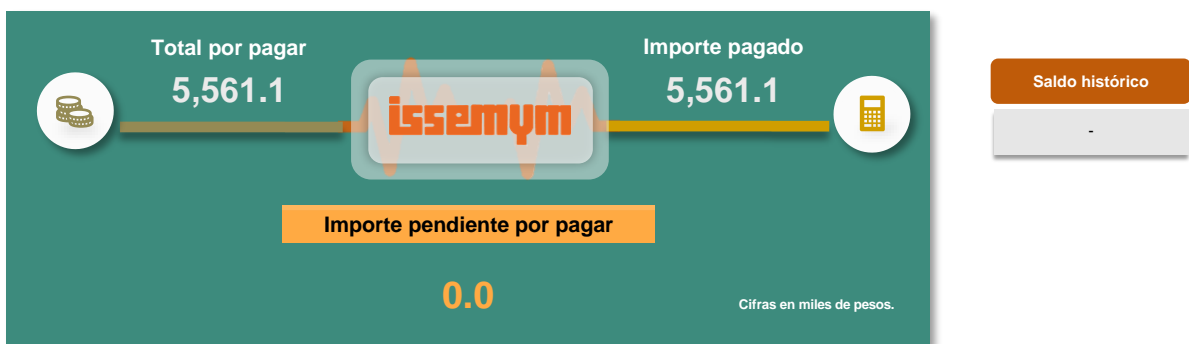 Total por pagar
5,561.1
issemym
Importe pagado
5,561.1
Importe pendiente por pagar
0.0
Cifras en miles de pesos.
Saldo histórico
-